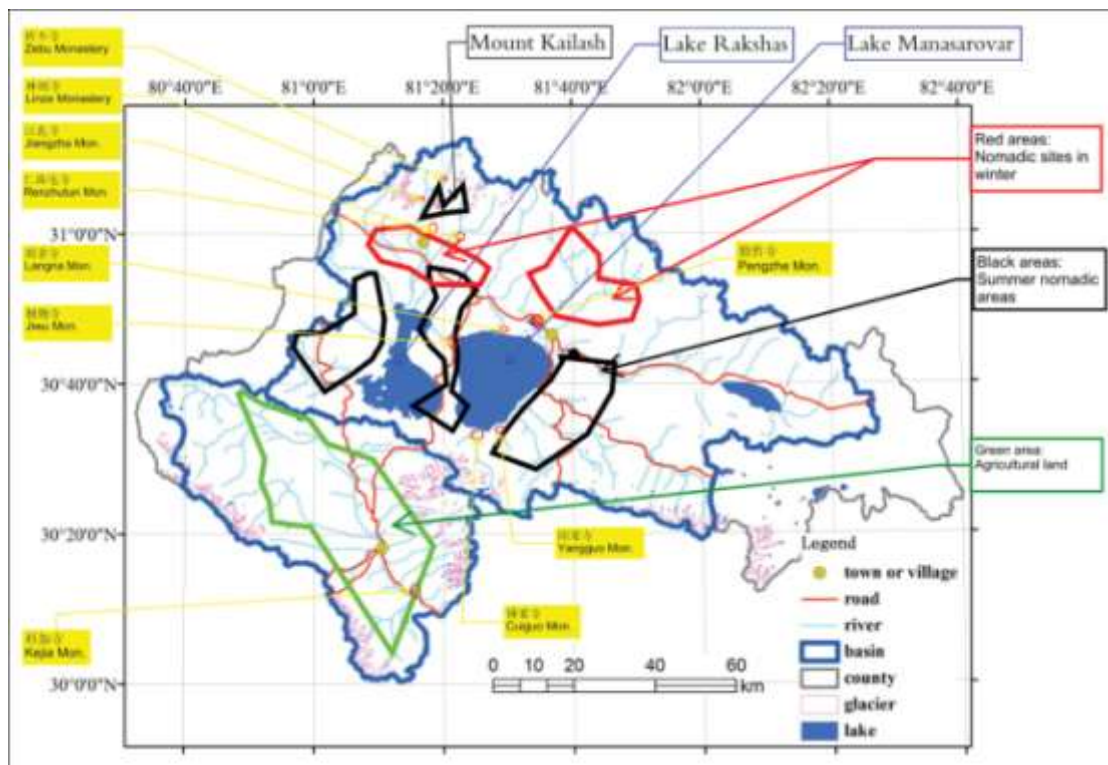 Zebu Monastery
Linze Monastery
Jiangzha Mon.
Renzhutun Mon.
Langna Mon.
Jiwu Mon.
Kejia Mon.
Mount Kailash
Lake Rakshas
Lake Manasarovar
80°40'0"E
81°0'0"E
81°20'0"E
81°40'0"E
82°0'0"E
82°20'0"E
82°40'0"E
31°0'0"N
30°40'0"N
30°20'0"N
30°0'0"N
Red areas:
Nomadic sites in
winter
Pengzhe Mon.
Black areas:
Summer nomadic
areas
Green area:
Agricultural land
Yangguo Mon.
Cuiguo Mon.
Legend
town or village
road
river
basin
county
glacier
lake
0 10 20 40 60
km